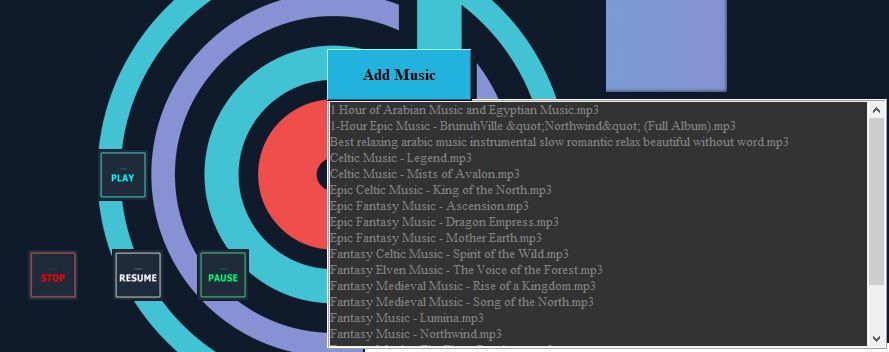 Add Music
1 Hour of Arabian Music and Egyptian Music.mp3
1-Hour Epic Music - BrunuhVille &quot;Northwind&quot; (Full Album).mp3
Best relaxing arabic music instrumental slow romantic relax beautiful without word.mp3
Celtic Music - Legend.mp3
Celtic Music - Mists of Avalon.mp3
Epic Celtic Music - King of the North.mp3
Epic Fantasy Music - Ascension.mp3
Epic Fantasy Music - Dragon Empress.mp3
Epic Fantasy Music - Mother Earth.mp3
Fantasy Celtic Music - Spirit of the Wild.mp3
Fantasy Elven Music - The Voice of the Forest.mp3
Fantasy Medieval Music - Rise of a Kingdom.mp3
Fantasy Medieval Music - Song of the North.mp3
Fantasy Music - Lumina.mp3
Fantasy Music - Northwind.mp3
PLAY
STOP
RESUME
PAUSE